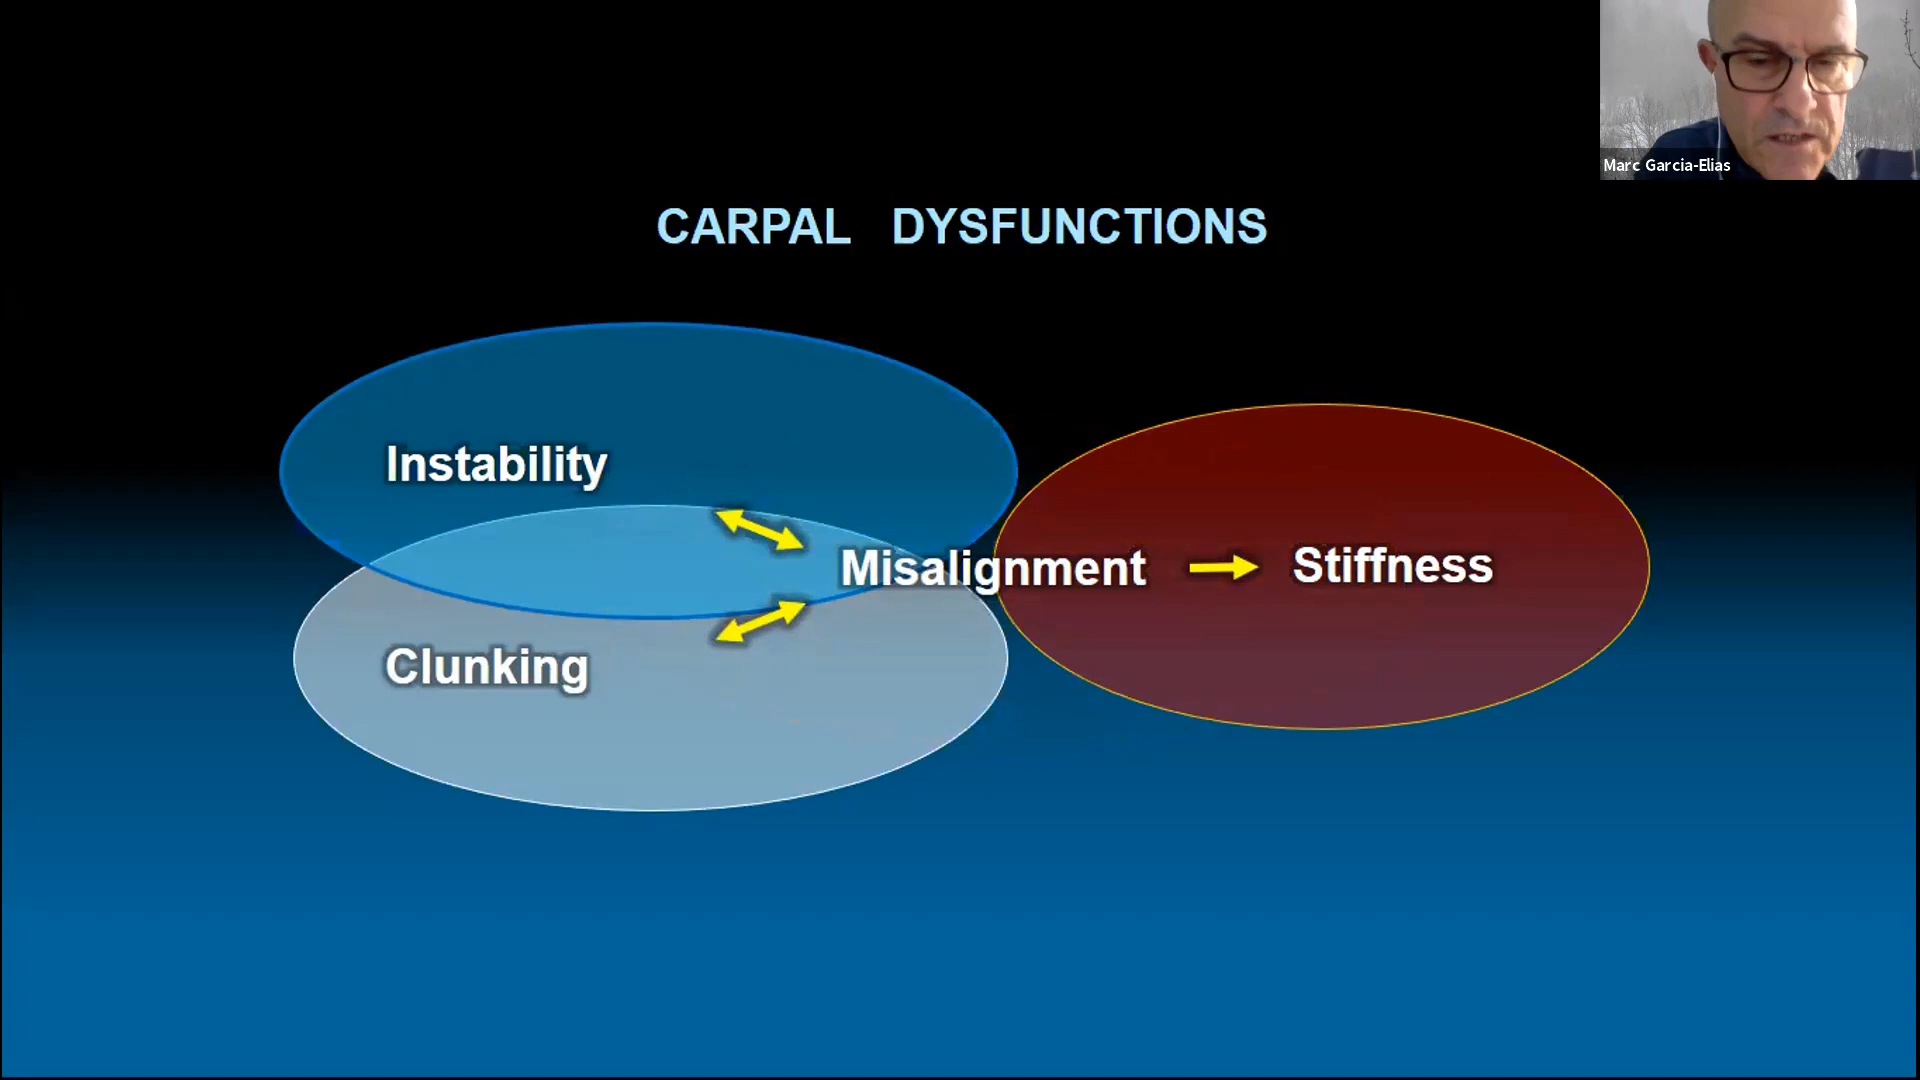 Marc Garcia-Elias
CARPAL DYSFUNCTIONS
Instability
Misalignment
Stiffness
Clunking